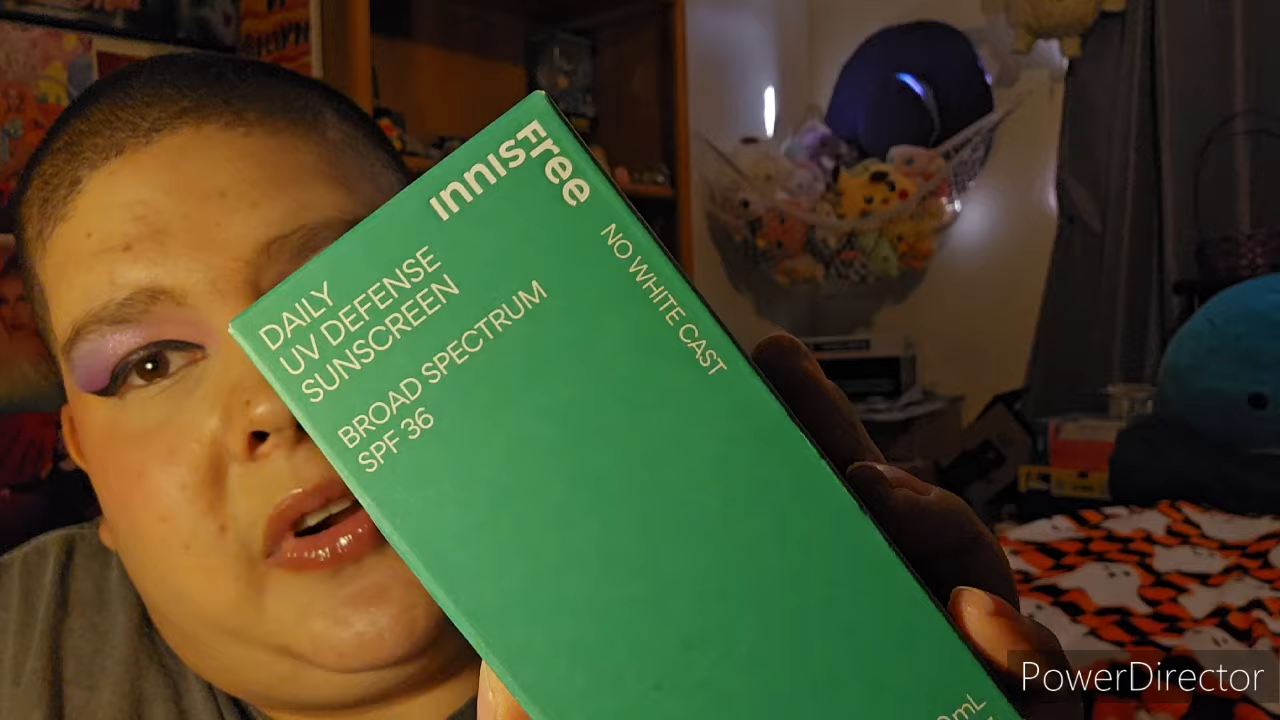 InnisFree
NO WHITE CAST
DAILY
UV DEFENSE
SUNSCREEN
BROAD SPECTRUM
SPF 36
PowerDirector